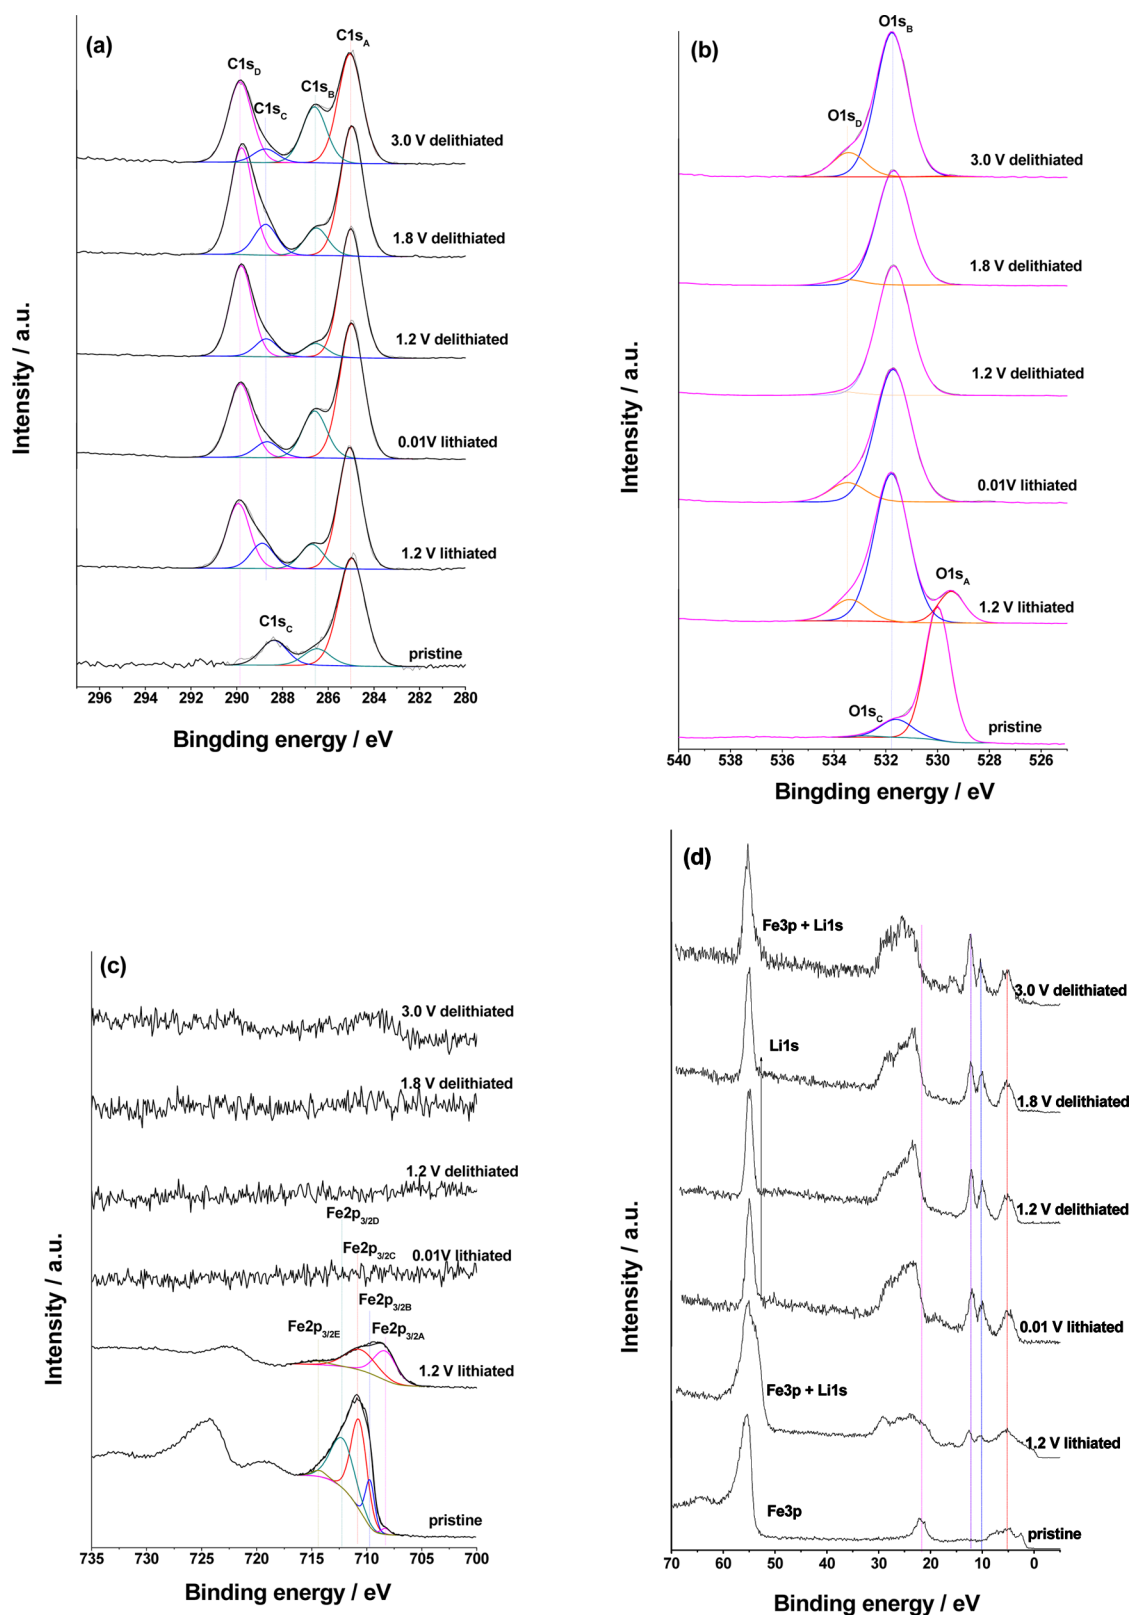 (a)
C1s_A
C1s_D
C1s_B
C1s_C
3.0 V delithiated
1.8 V delithiated
1.2 V delithiated
0.01V lithiated
1.2 V lithiated
C1s_C
pristine
Intensity / a.u.
296 294 292 290 288 286 284 282 280
Bingding energy / eV
(b)
O1s_B
O1s_D
3.0 V delithiated
1.8 V delithiated
1.2 V delithiated
0.01V lithiated
O1s_A
1.2 V lithiated
O1s_C
pristine
Intensity / a.u.
540 538 536 534 532 530 528 526
Bingding energy / eV
(c)
3.0 V delithiated
1.8 V delithiated
1.2 V delithiated
Fe2p_3/2D
Fe2p_3/2C
0.01V lithiated
Fe2p_3/2B
Fe2p_3/2E
Fe2p_3/2A
1.2 V lithiated
pristine
Intensity / a.u.
735 730 725 720 715 710 705 700
Binding energy / eV
(d)
Fe3p + Li1s
3.0 V delithiated
Li1s
1.8 V delithiated
1.2 V delithiated
0.01 V lithiated
Fe3p + Li1s
1.2 V lithiated
Fe3p
pristine
Intensity / a.u.
70 60 50 40 30 20 10 0
Binding energy / eV